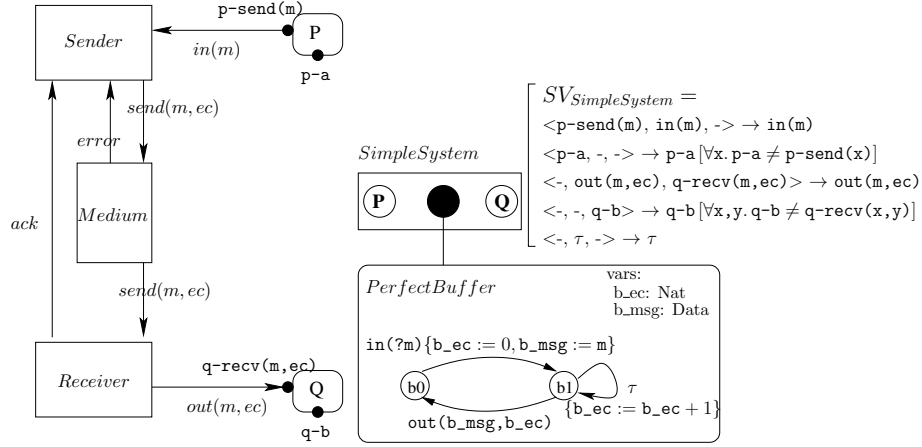 p-send(m)
Sender
P
in(m)
p-a
send(m, ec)
error
Medium
ack
send(m, ec)
q-recv(m,ec)
Receiver
Q
out(m, ec)
q-b
SV_SimpleSystem =
<p-send(m), in(m), -> → in(m)
<p-a, -, -> → p-a [∀x. p-a ≠ p-send(x)]
<-, out(m,ec), q-recv(m,ec)> → out(m,ec)
<-, -, q-b> → q-b [∀x,y. q-b ≠ q-recv(x,y)]
<-, τ, -> → τ
SimpleSystem
P Q
PerfectBuffer
vars:
b_ec: Nat
b_msg: Data
in(?m){b_ec := 0, b_msg := m}
b0
b1
τ
{b_ec := b_ec + 1}
out(b_msg,b_ec)